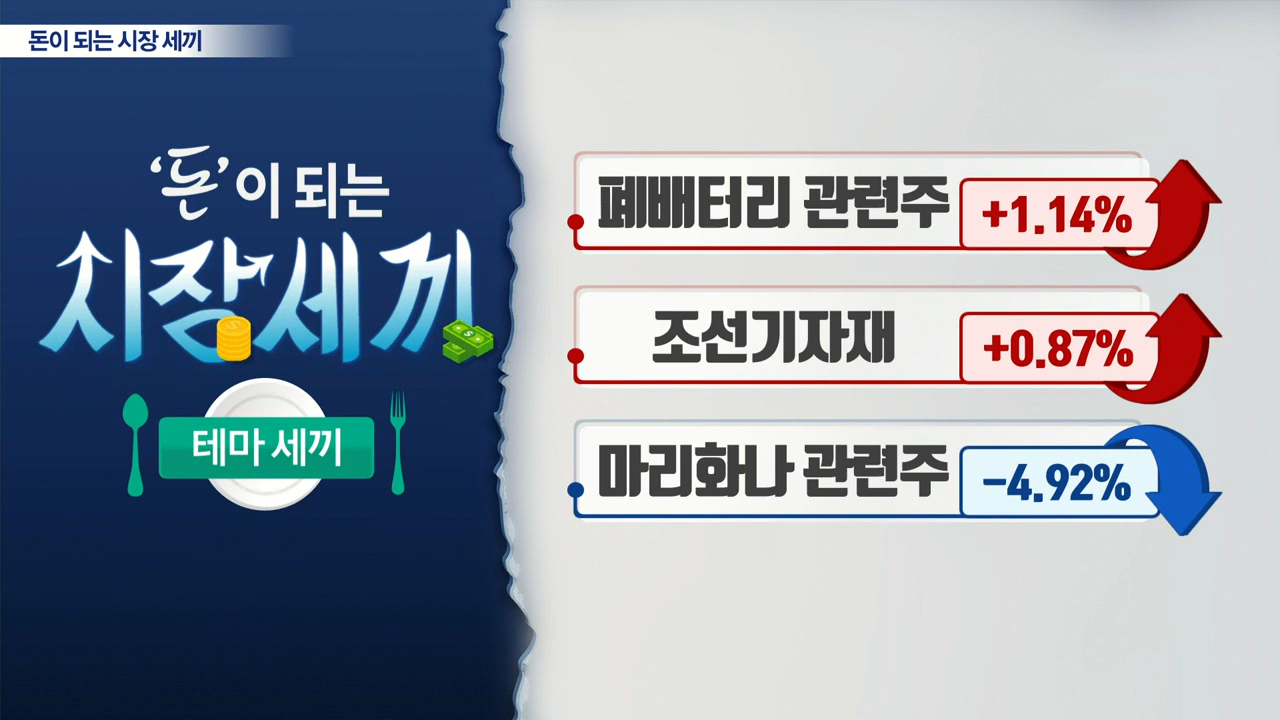 돈이 되는 시장 세끼
‘돈’이 되는
시장세끼
테마 세끼
폐배터리 관련주 +1.14%
조선기자재 +0.87%
마리화나 관련주 -4.92%